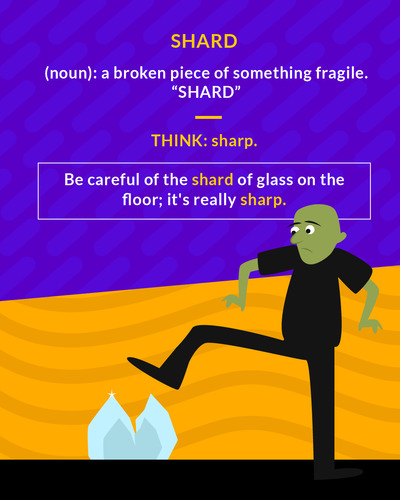 SHARD
(noun): a broken piece of something fragile.
“SHARD”
THINK: sharp.
Be careful of the shard of glass on the
floor; it's really sharp.